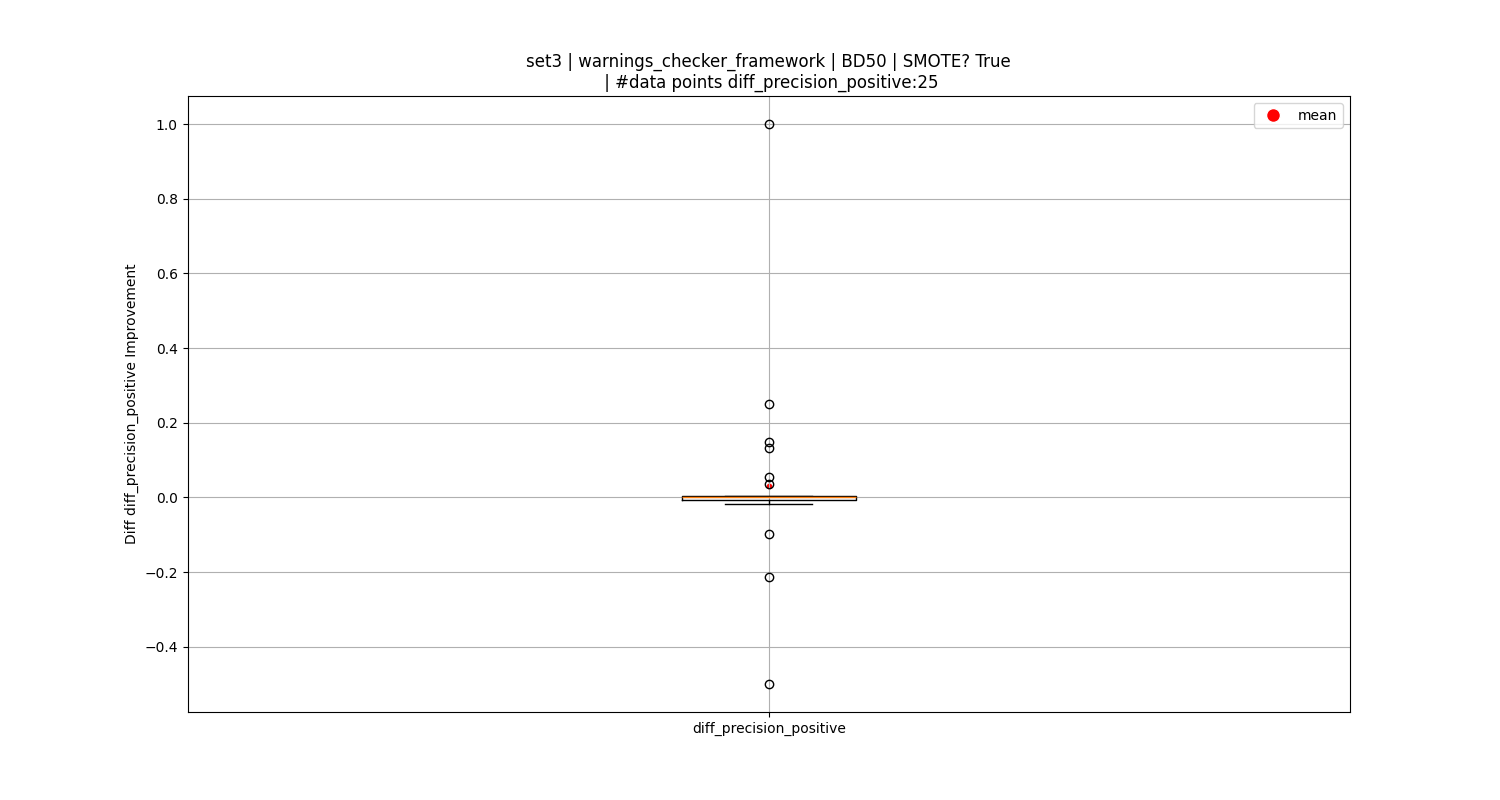 set3 | warnings_checker_framework | BD50 | SMOTE? True
| #data points diff_precision_positive:25
mean
1.0
0.8
0.6
0.4
0.2
0.0
−0.2
−0.4
Diff diff_precision_positive Improvement
diff_precision_positive